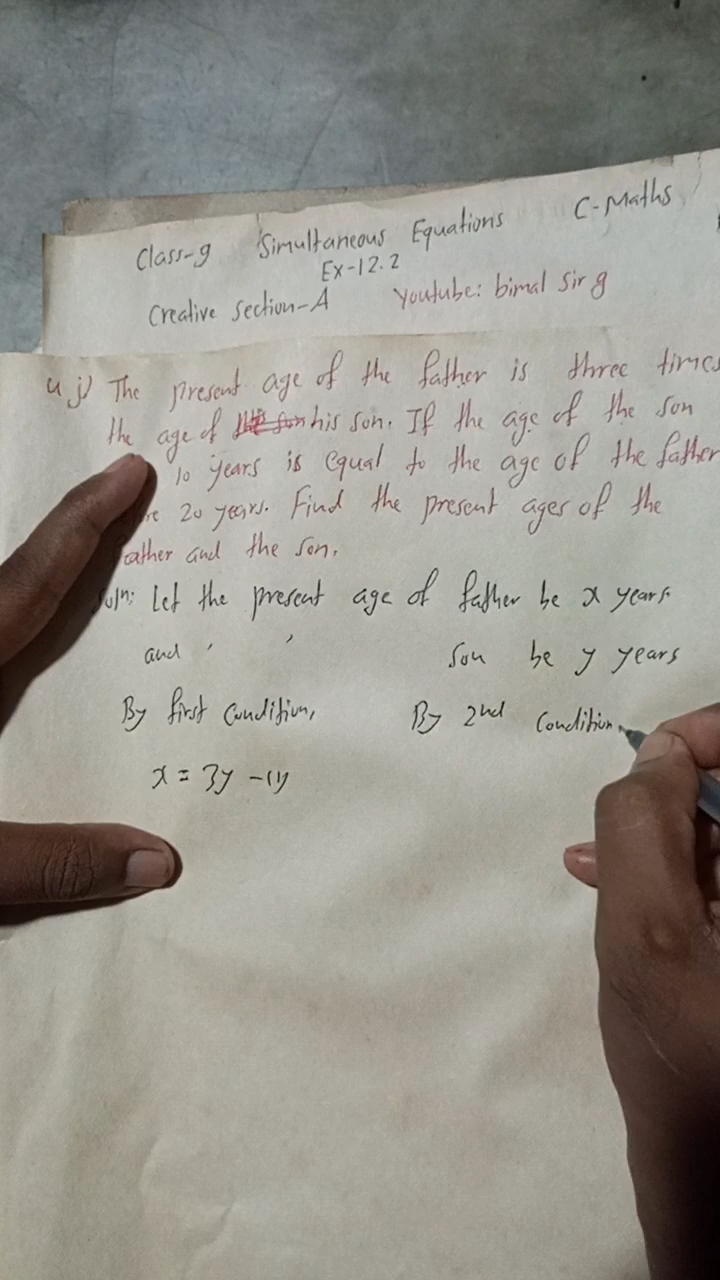 Class-9 Simultaneous Equations C-Maths
Ex-12.2
Creative Section-A Youtube: bimal sir g
4 j) The present age of the father is three times
the age of his son. If the age of the son
10 years is equal to the age of the father
20 years. Find the present ages of the
father and the son.
Soln: Let the present age of father be x years
and " " Son be y years
By first Condition, By 2nd Condition,
x = 3y -(1)